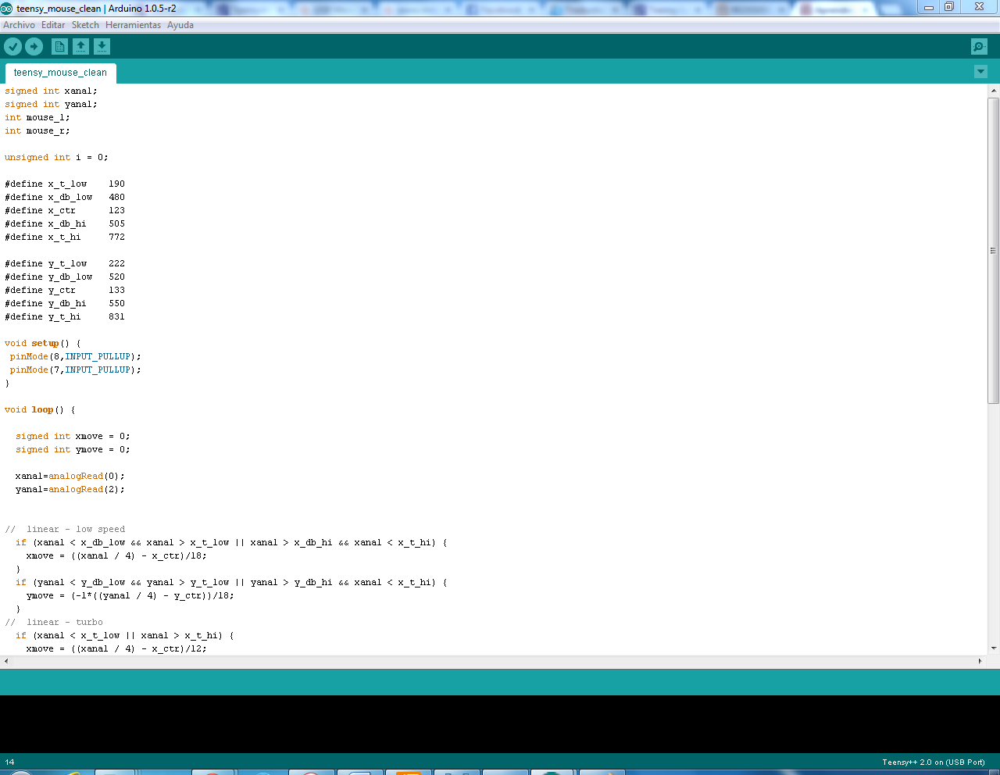 teensy_mouse_clean | Arduino 1.0.5-r2
Archivo Editar Sketch Herramientas Ayuda
teensy_mouse_clean
signed int xanal;
signed int yanal;
int mouse_l;
int mouse_r;
unsigned int i = 0;
#define x_t_low    190
#define x_db_low   480
#define x_ctr      123
#define x_db_hi    505
#define x_t_hi     772
#define y_t_low    222
#define y_db_low   520
#define y_ctr      133
#define y_db_hi    550
#define y_t_hi     831
void setup() {
 pinMode(8,INPUT_PULLUP);
 pinMode(7,INPUT_PULLUP);
}
void loop() {
  signed int xmove = 0;
  signed int ymove = 0;
  xanal=analogRead(0);
  yanal=analogRead(2);
//  linear - low speed
  if (xanal < x_db_low && xanal > x_t_low || xanal > x_db_hi && xanal < x_t_hi) {
    xmove = ((xanal / 4) - x_ctr)/18;
  }
  if (yanal < y_db_low && yanal > y_t_low || yanal > y_db_hi && xanal < x_t_hi) {
    ymove = (-1*((yanal / 4) - y_ctr))/18;
  }
//  linear - turbo
  if (xanal < x_t_low || xanal > x_t_hi) {
    xmove = ((xanal / 4) - x_ctr)/12;
14
Teensy++ 2.0 on (USB Port)